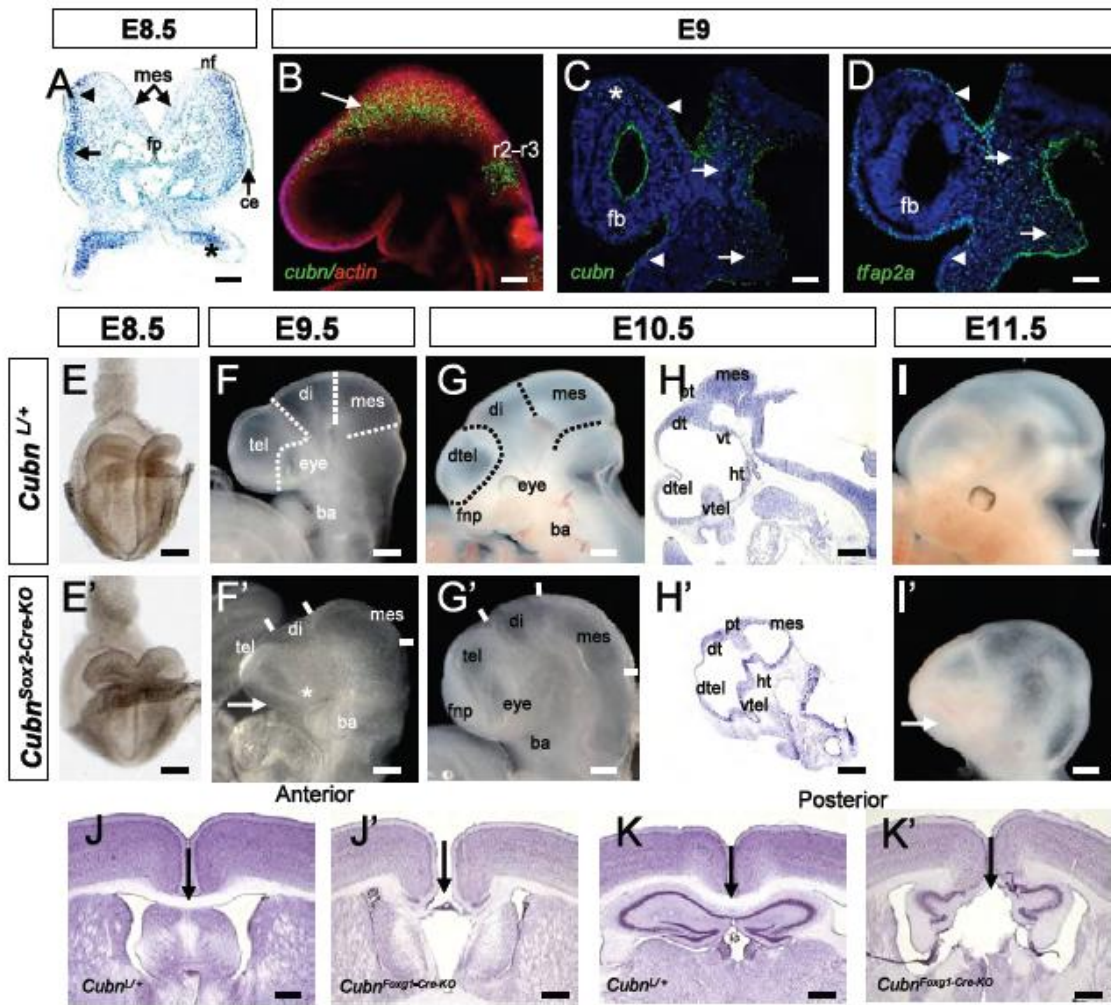 E8.5 E9
A mes nf fp ce *
B r2–r3 cubn/actin
C * fb cubn
D fb tfap2a
E8.5 E9.5 E10.5 E11.5
Cubn L/+
E
F di mes tel eye ba
G di mes dtel eye fnp ba
H mes pt dt vt ht dtel vtel
I
Cubn Sox2-Cre-KO
E'
F' mes di tel * ba
G' di mes tel eye fnp ba
H' pt mes dt ht dtel vtel
I'
Anterior Posterior
J Cubn L/+
J' Cubn Foxg1-Cre-KO
K Cubn L/+
K' Cubn Foxg1-Cre-KO